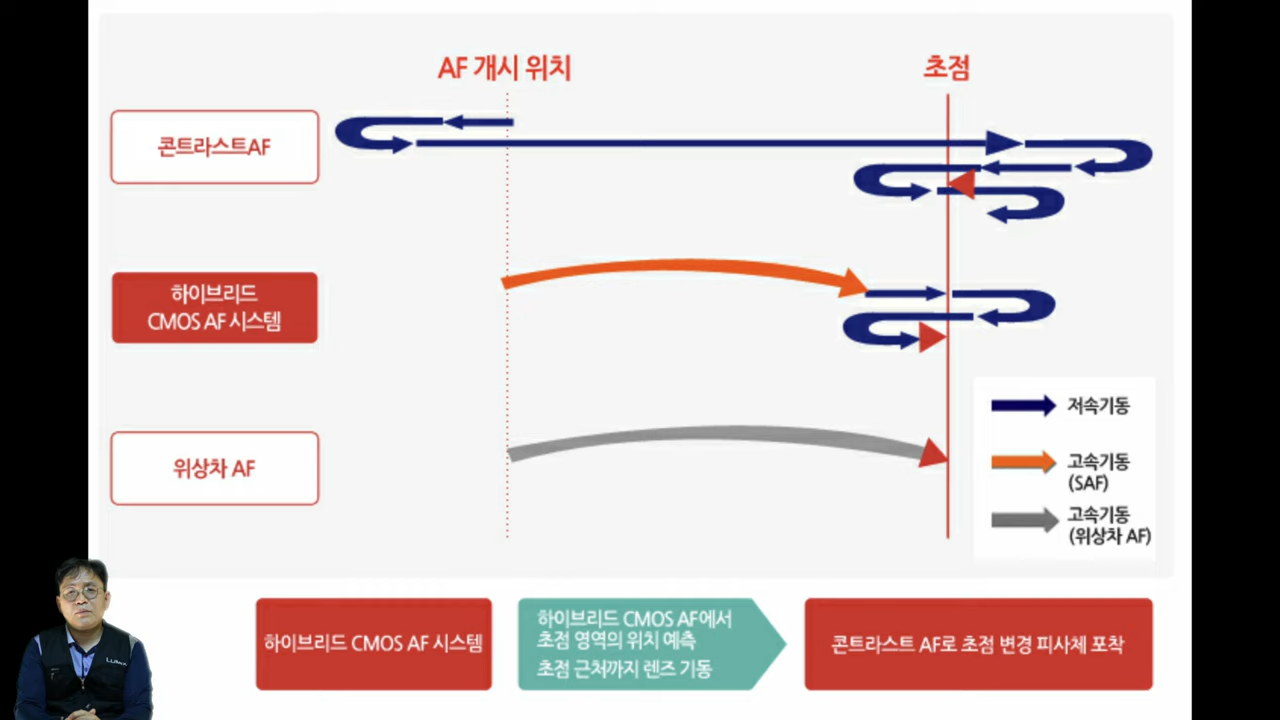 AF 개시 위치
초점
콘트라스트AF
하이브리드
CMOS AF 시스템
위상차 AF
저속기동
고속기동
(SAF)
고속기동
(위상차 AF)
하이브리드 CMOS AF 시스템
하이브리드 CMOS AF에서
초점 영역의 위치 예측
초점 근처까지 렌즈 기동
콘트라스트 AF로 초점 변경 피사체 포착